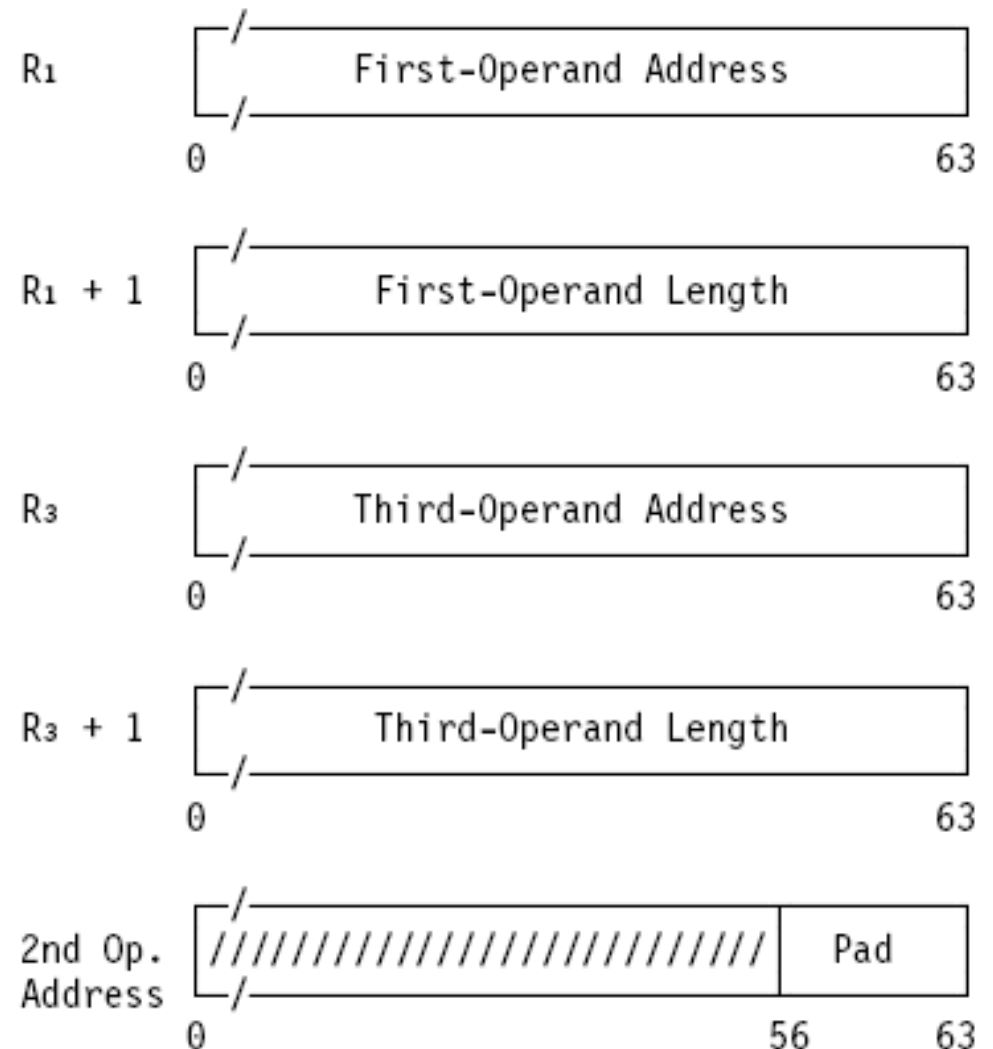 R₁ First-Operand Address
0 63
R₁ + 1 First-Operand Length
0 63
R₃ Third-Operand Address
0 63
R₃ + 1 Third-Operand Length
0 63
2nd Op. //////////////////////////// Pad
Address
0 56 63